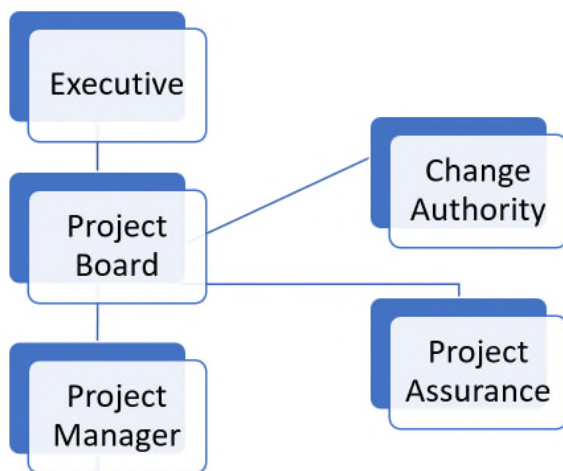 Executive
Project
Board
Change
Authority
Project
Manager
Project
Assurance